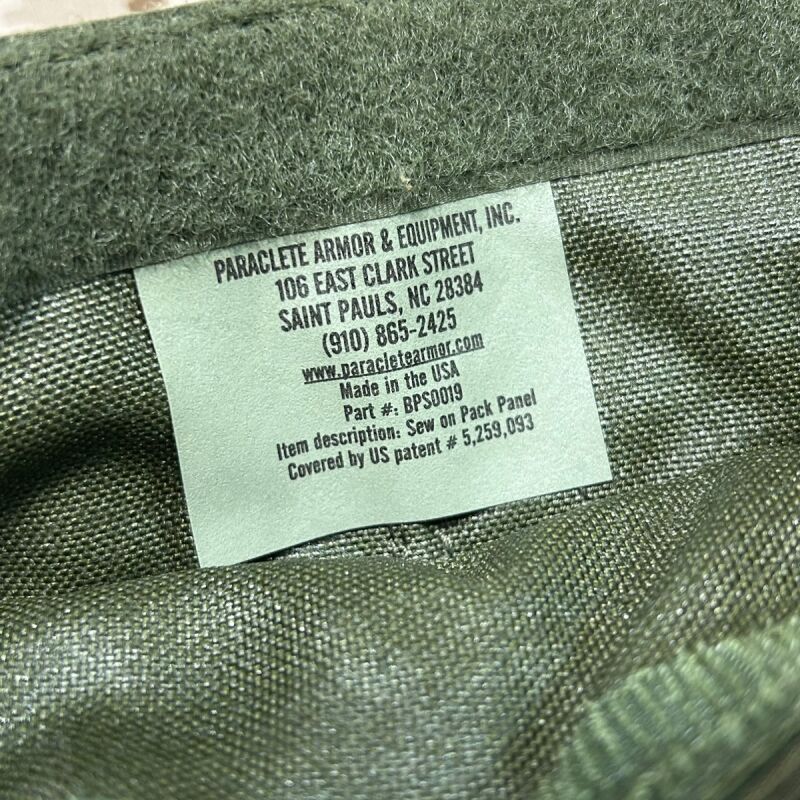 PARACLETE ARMOR & EQUIPMENT, INC.
106 EAST CLARK STREET
SAINT PAULS, NC 28384
(910) 865-2425
www.paracletearmor.com
Made in the USA
Part #: BPS0019
Item description: Sew on Pack Panel
Covered by US patent # 5,259,093